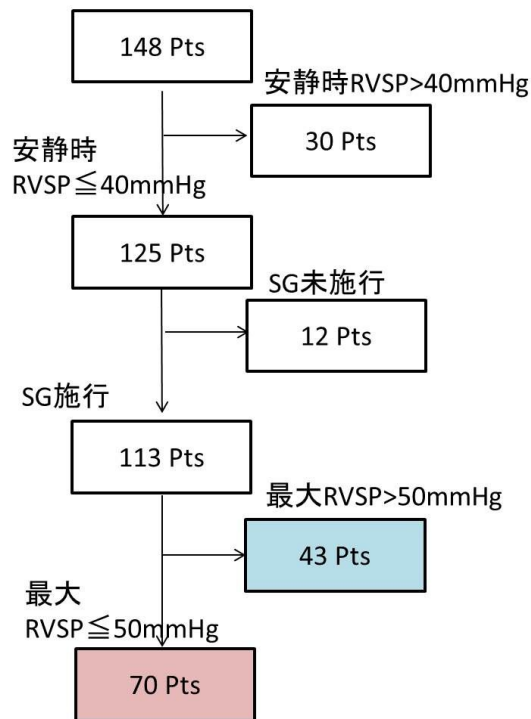 148 Pts
安静時RVSP>40mmHg
30 Pts
安静時
RVSP≦40mmHg
125 Pts
SG未施行
12 Pts
SG施行
113 Pts
最大RVSP>50mmHg
43 Pts
最大
RVSP≦50mmHg
70 Pts